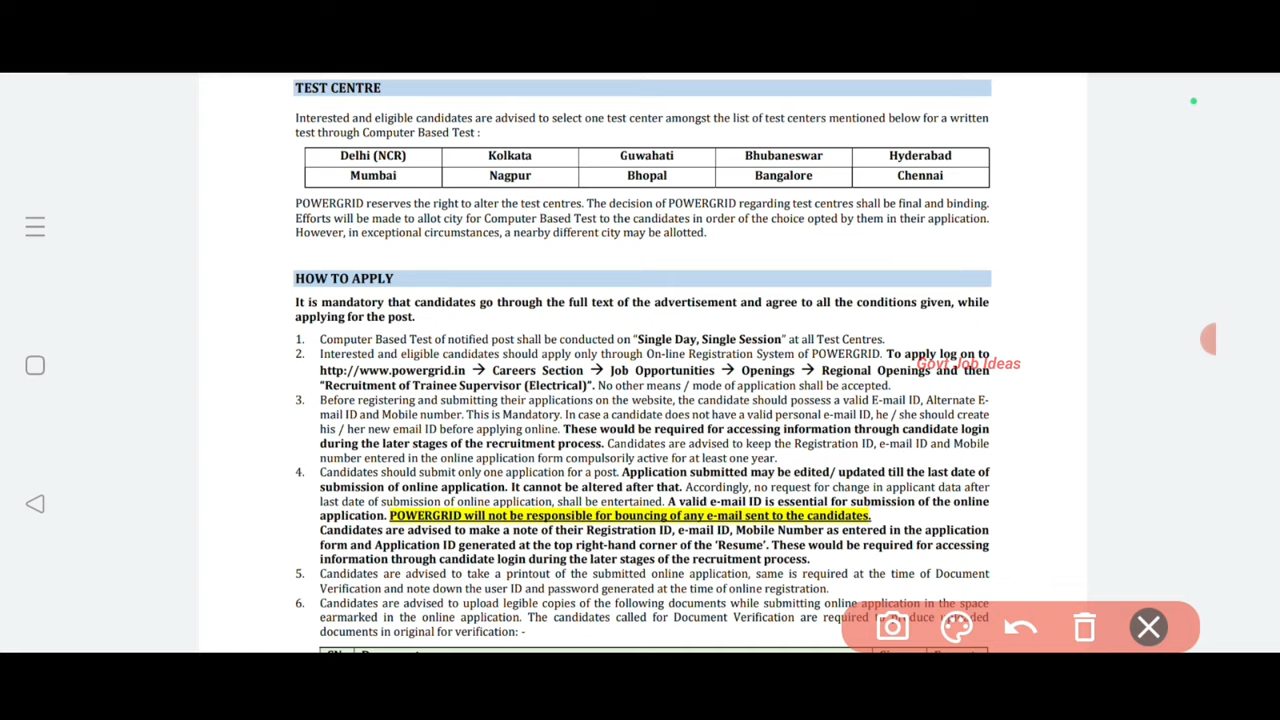 TEST CENTRE
Interested and eligible candidates are advised to select one test center amongst the list of test centers mentioned below for a written
test through Computer Based Test :
Delhi (NCR) Kolkata Guwahati Bhubaneswar Hyderabad
Mumbai Nagpur Bhopal Bangalore Chennai
POWERGRID reserves the right to alter the test centres. The decision of POWERGRID regarding test centres shall be final and binding.
Efforts will be made to allot city for Computer Based Test to the candidates in order of the choice opted by them in their application.
However, in exceptional circumstances, a nearby different city may be allotted.
HOW TO APPLY
It is mandatory that candidates go through the full text of the advertisement and agree to all the conditions given, while
applying for the post.
1. Computer Based Test of notified post shall be conducted on “Single Day, Single Session” at all Test Centres.
2. Interested and eligible candidates should apply only through On-line Registration System of POWERGRID. To apply log on to
http://www.powergrid.in → Careers Section → Job Opportunities → Openings → Regional Openings and then
Govt Job Ideas
“Recruitment of Trainee Supervisor (Electrical)”. No other means / mode of application shall be accepted.
3. Before registering and submitting their applications on the website, the candidate should possess a valid E-mail ID, Alternate E-
mail ID and Mobile number. This is Mandatory. In case a candidate does not have a valid personal e-mail ID, he / she should create
his / her new email ID before applying online. These would be required for accessing information through candidate login
during the later stages of the recruitment process. Candidates are advised to keep the Registration ID, e-mail ID and Mobile
number entered in the online application form compulsorily active for at least one year.
4. Candidates should submit only one application for a post. Application submitted may be edited/ updated till the last date of
submission of online application. It cannot be altered after that. Accordingly, no request for change in applicant data after
last date of submission of online application, shall be entertained. A valid e-mail ID is essential for submission of the online
application. POWERGRID will not be responsible for bouncing of any e-mail sent to the candidates.
Candidates are advised to make a note of their Registration ID, e-mail ID, Mobile Number as entered in the application
form and Application ID generated at the top right-hand corner of the ‘Resume’. These would be required for accessing
information through candidate login during the later stages of the recruitment process.
5. Candidates are advised to take a printout of the submitted online application, same is required at the time of Document
Verification and note down the user ID and password generated at the time of online registration.
6. Candidates are advised to upload legible copies of the following documents while submitting online application in the space
earmarked in the online application. The candidates called for Document Verification are required to produce uploaded
documents in original for verification: -